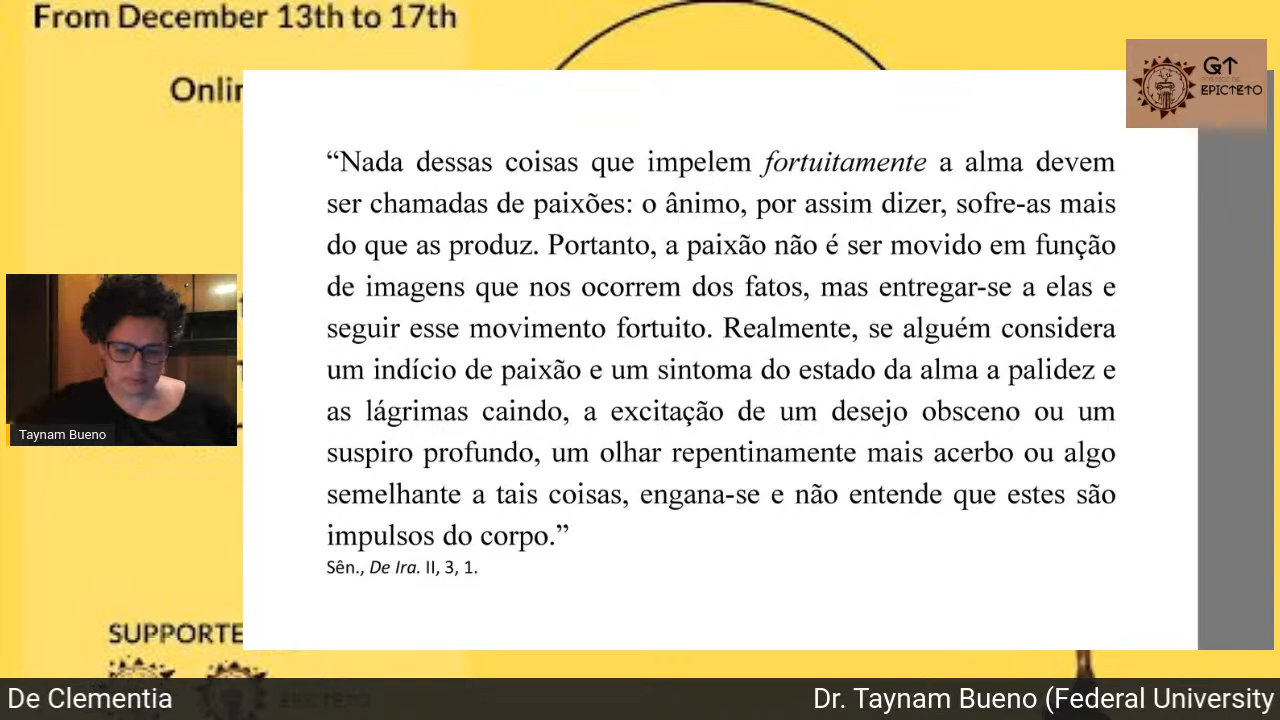 From December 13th to 17th
Onlin
GT
EPICTETO
“Nada dessas coisas que impelem fortuitamente a alma devem
ser chamadas de paixões: o ânimo, por assim dizer, sofre-as mais
do que as produz. Portanto, a paixão não é ser movido em função
de imagens que nos ocorrem dos fatos, mas entregar-se a elas e
seguir esse movimento fortuito. Realmente, se alguém considera
um indício de paixão e um sintoma do estado da alma a palidez e
as lágrimas caindo, a excitação de um desejo obsceno ou um
suspiro profundo, um olhar repentinamente mais acerbo ou algo
semelhante a tais coisas, engana-se e não entende que estes são
impulsos do corpo.”
Sên., De Ira. II, 3, 1.
Taynam Bueno
SUPPORTE
EPICTETO
De Clementia
Dr. Taynam Bueno (Federal University